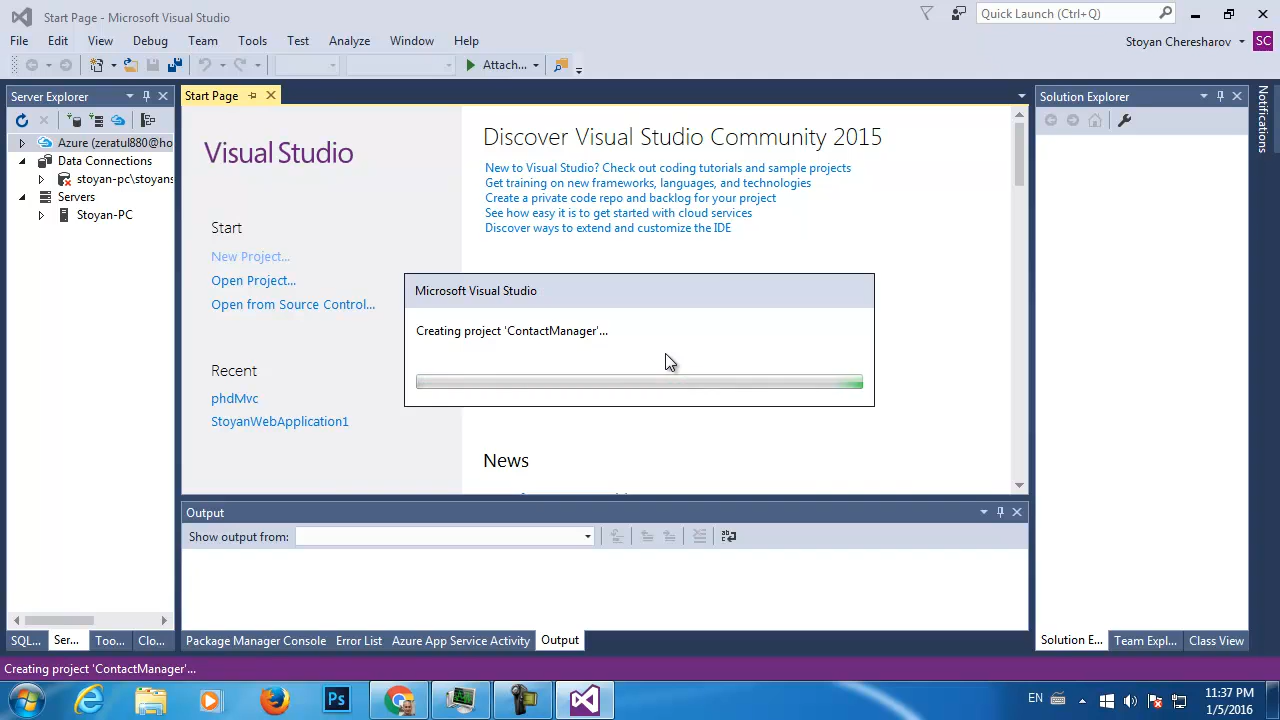 Start Page - Microsoft Visual Studio
Quick Launch (Ctrl+Q)
File Edit View Debug Team Tools Test Analyze Window Help
Stoyan Cheresharov SC
Attach...
Server Explorer
Start Page
Solution Explorer
Notifications
Azure (zeratul880@ho
Data Connections
stoyan-pc\stoyans
Servers
Stoyan-PC
Visual Studio
Start
New Project...
Open Project...
Open from Source Control...
Recent
phdMvc
StoyanWebApplication1
Discover Visual Studio Community 2015
New to Visual Studio? Check out coding tutorials and sample projects
Get training on new frameworks, languages, and technologies
Create a private code repo and backlog for your project
See how easy it is to get started with cloud services
Discover ways to extend and customize the IDE
Microsoft Visual Studio
Creating project 'ContactManager'...
News
Output
Show output from:
SQL... Ser... Too... Clo...
Package Manager Console Error List Azure App Service Activity Output
Solution E... Team Expl... Class View
Creating project 'ContactManager'...
Ps
EN
11:37 PM
1/5/2016